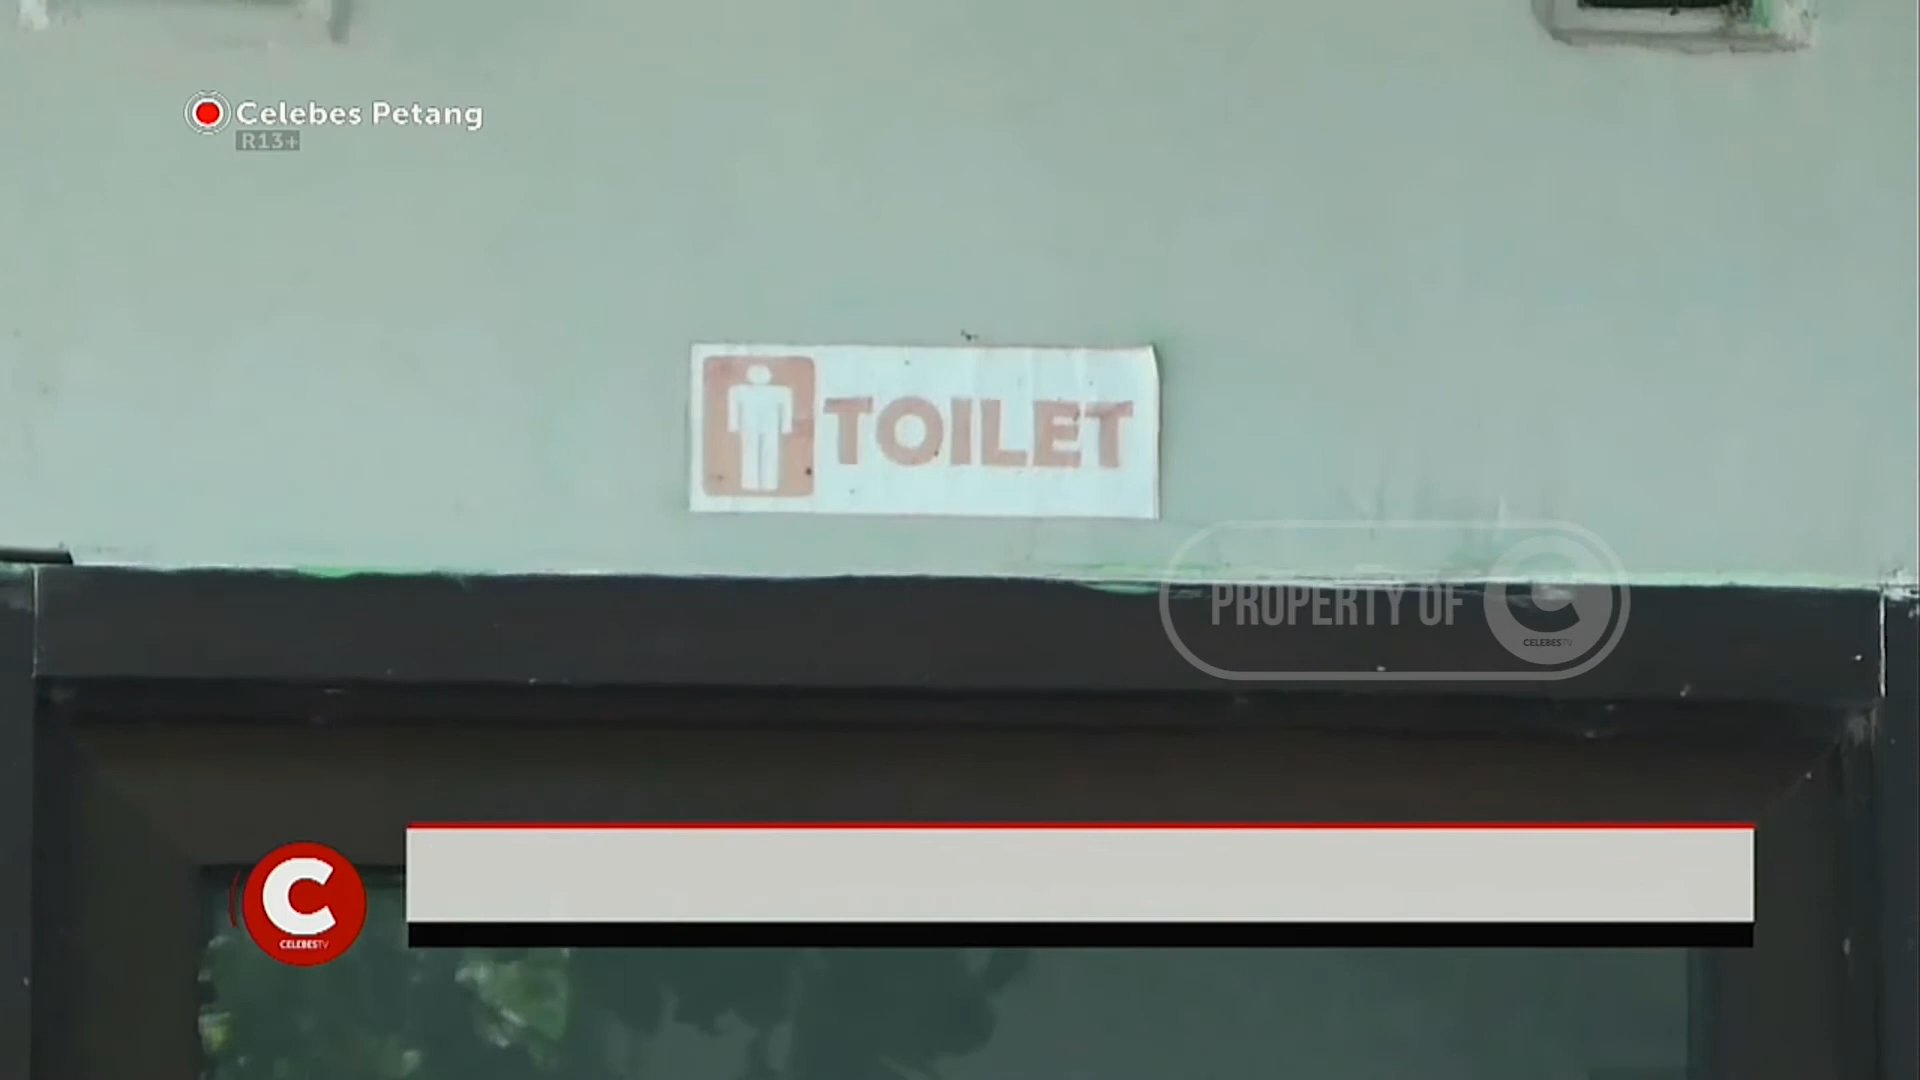 Celebes Petang
R13+
TOILET
PROPERTY OF
CELEBESTV
CELEBESTV